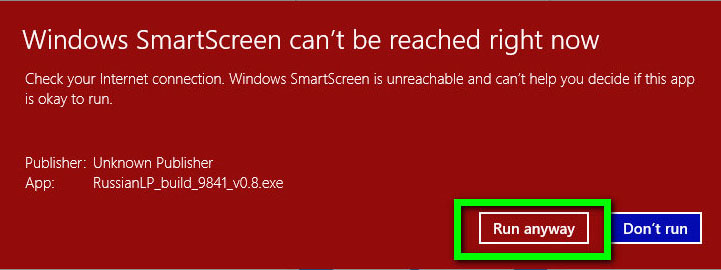 Windows SmartScreen can't be reached right now
Check your Internet connection. Windows SmartScreen is unreachable and can't help you decide if this app
is okay to run.
Publisher: Unknown Publisher
App: RussianLP_build_9841_v0.8.exe
Run anyway Don't run